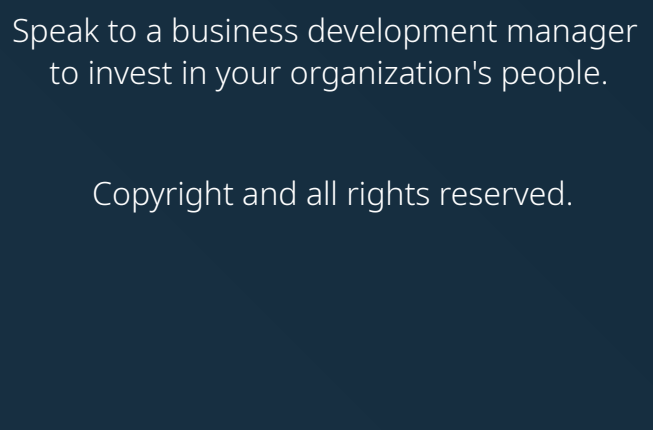 Speak to a business development manager
to invest in your organization's people.
Copyright and all rights reserved.